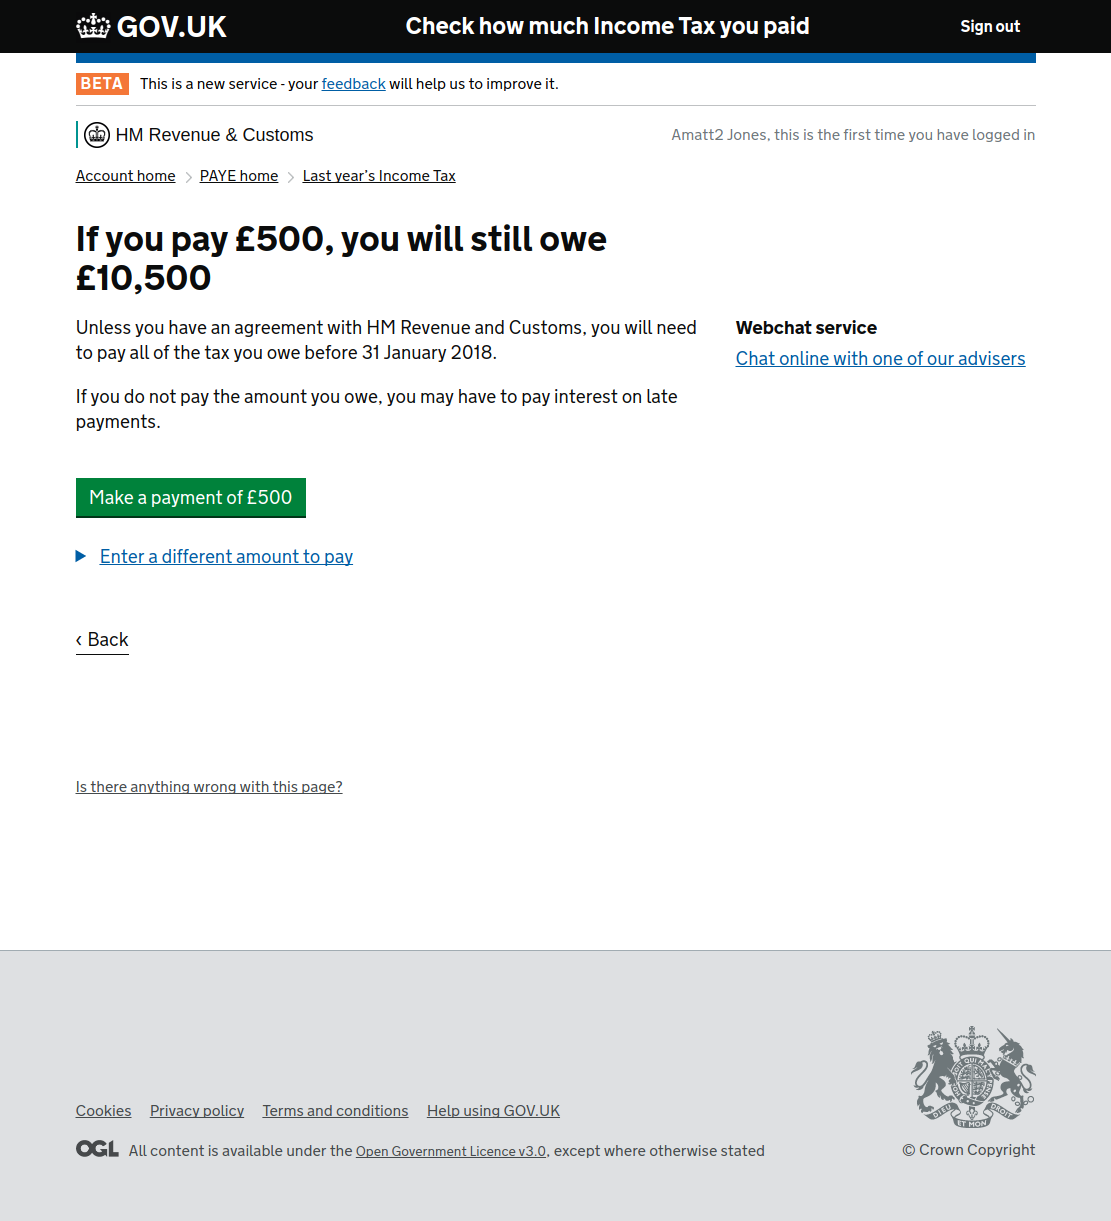 GOV.UK
Check how much Income Tax you paid
Sign out
BETA This is a new service - your feedback will help us to improve it.
HM Revenue & Customs
Amatt2 Jones, this is the first time you have logged in
Account home
PAYE home
Last year's Income Tax
If you pay £500, you will still owe
£10,500
Unless you have an agreement with HM Revenue and Customs, you will need
to pay all of the tax you owe before 31 January 2018.
If you do not pay the amount you owe, you may have to pay interest on late
payments.
Webchat service
Chat online with one of our advisers
Make a payment of £500
Enter a different amount to pay
‹ Back
Is there anything wrong with this page?
Cookies
Privacy policy
Terms and conditions
Help using GOV.UK
OGL All content is available under the Open Government Licence v3.0, except where otherwise stated
DIEU ET MON DROIT
© Crown Copyright